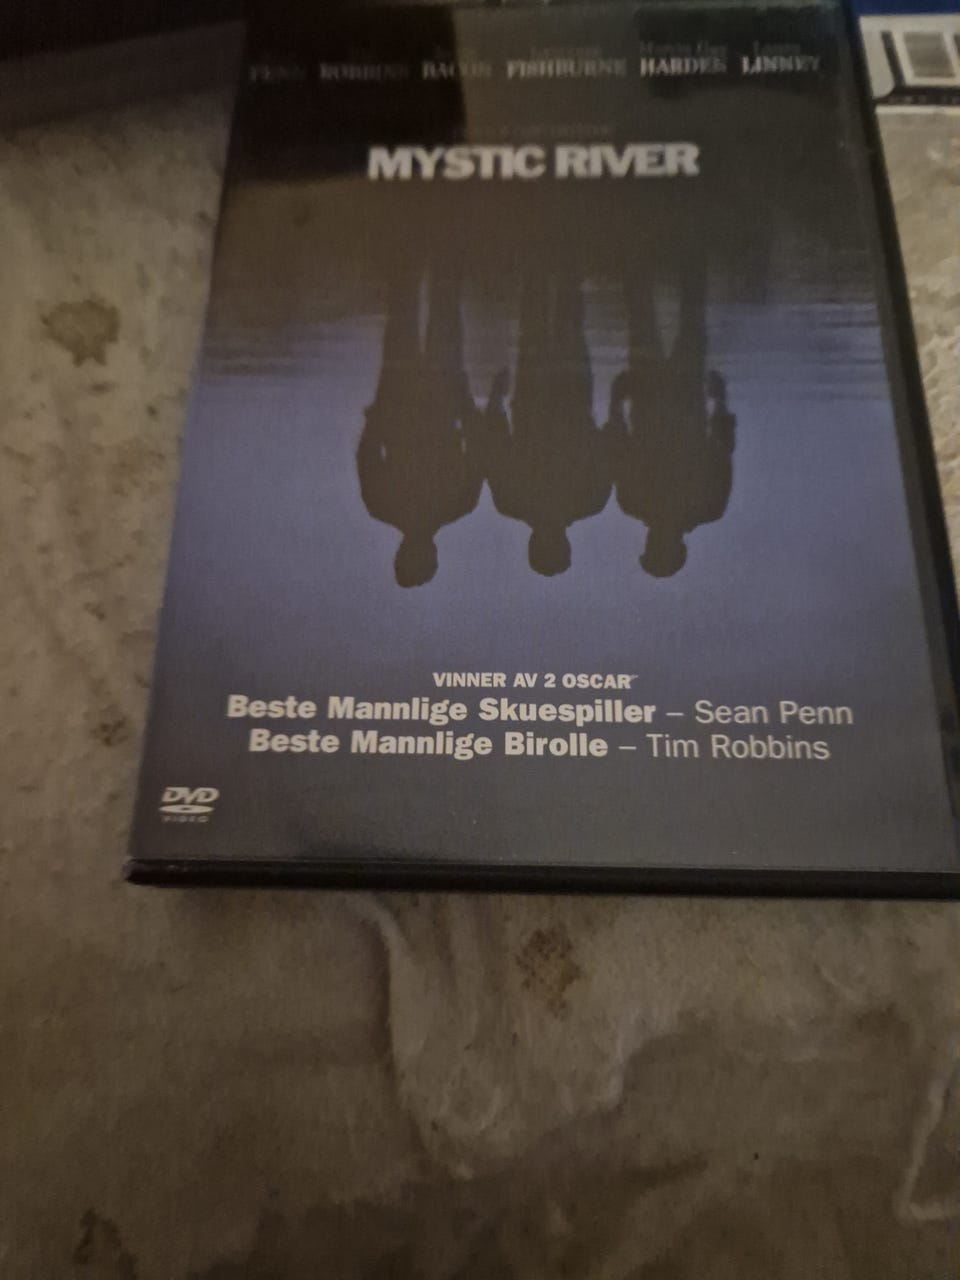 PENN ROBBINS BACON FISHBURNE HARDEN LINNEY
MYSTIC RIVER
VINNER AV 2 OSCAR
Beste Mannlige Skuespiller – Sean Penn
Beste Mannlige Birolle – Tim Robbins
DVD
VIDEO